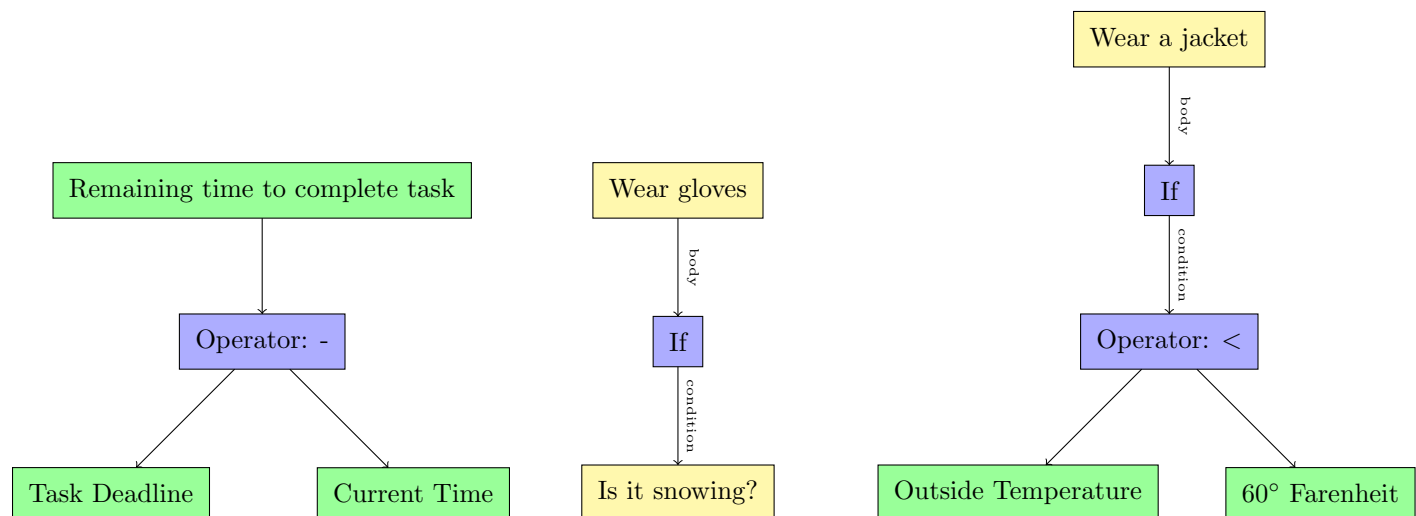 Wear a jacket
body
Remaining time to complete task
Wear gloves
If
body
condition
Operator: -
If
Operator: <
condition
Task Deadline
Current Time
Is it snowing?
Outside Temperature
60° Farenheit